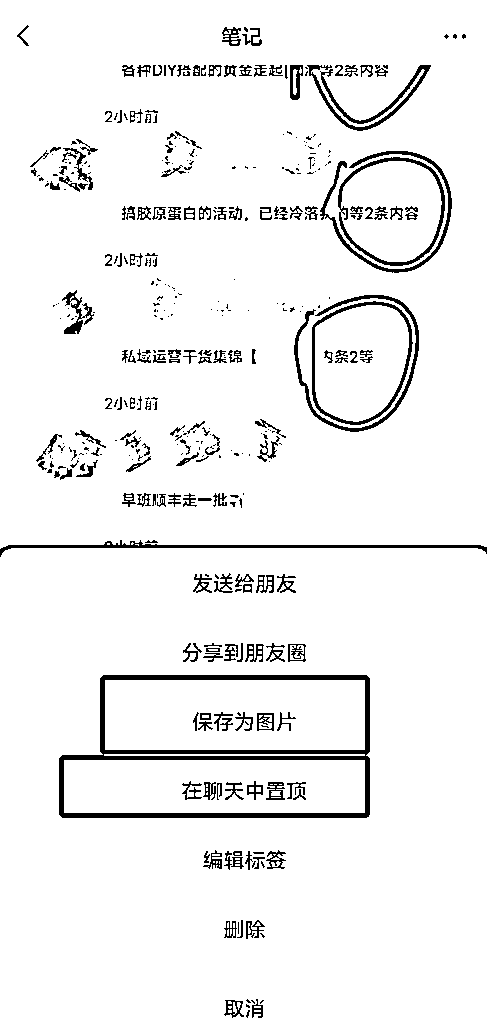 笔记
各种DIY搭配的黄金走起 等2条内容
2小时前
搞胶原蛋白的活动，已经冷落 的等2条内容
2小时前
私域运营干货集锦【 内条2等
2小时前
早班顺丰走一批
2小时前
发送给朋友
分享到朋友圈
保存为图片
在聊天中置顶
编辑标签
删除
取消